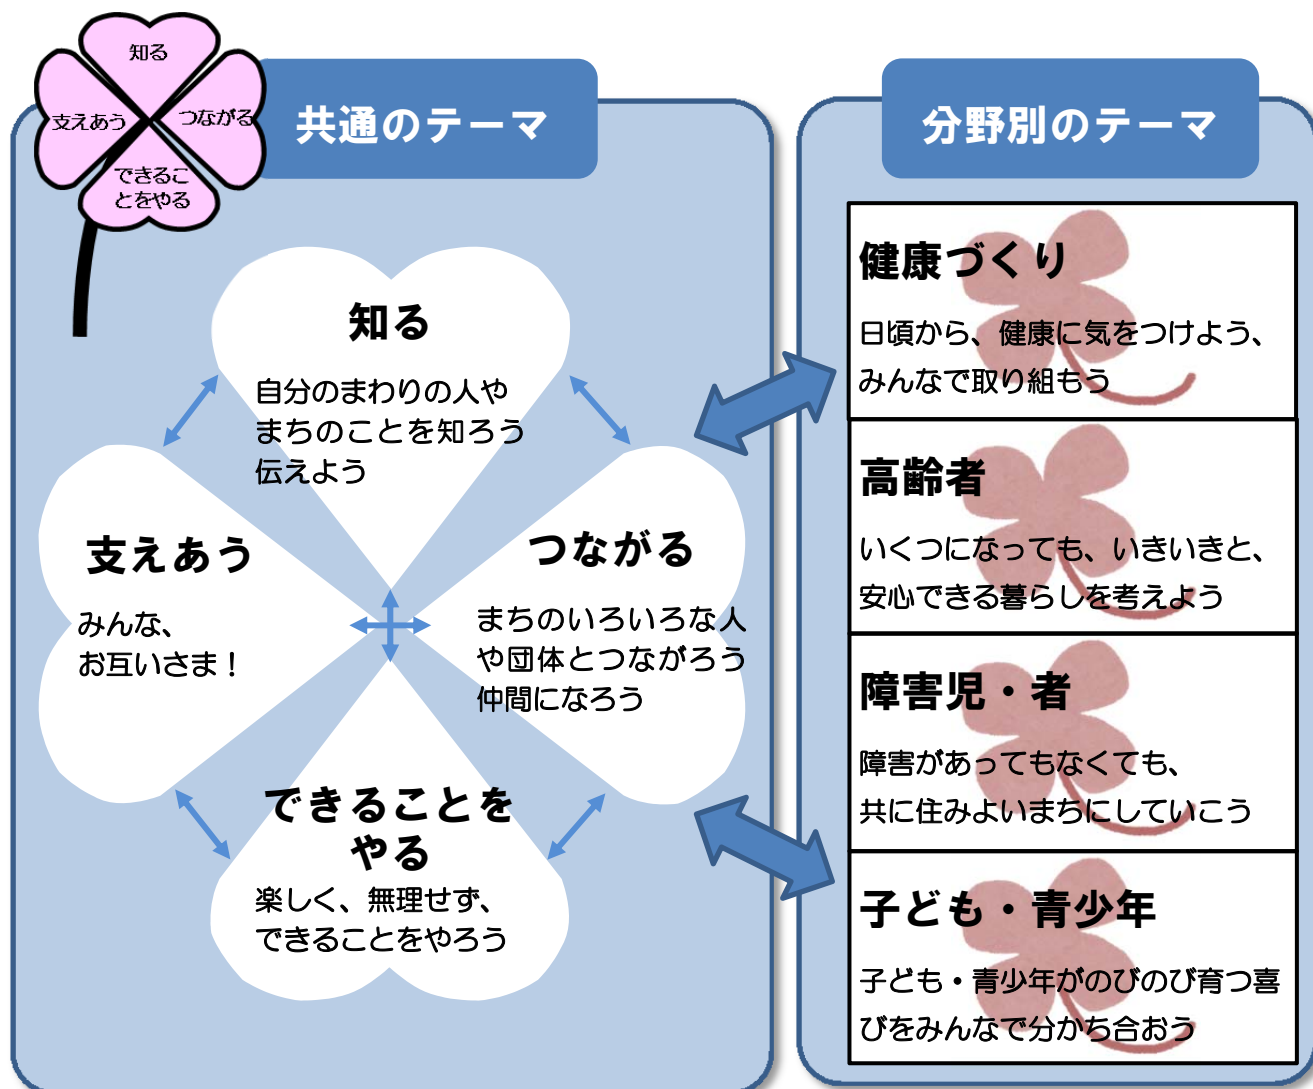 知る
支えあう
つながる
できるこ
とをやる
共通のテーマ
知る
自分のまわりの人や
まちのことを知ろう
伝えよう
支えあう
みんな、
お互いさま！
つながる
まちのいろいろな人
や団体とつながろう
仲間になろう
できることを
やる
楽しく、無理せず、
できることをやろう
分野別のテーマ
健康づくり
日頃から、健康に気をつけよう、
みんなで取り組もう
高齢者
いくつになっても、いきいきと、
安心できる暮らしを考えよう
障害児・者
障害があってもなくても、
共に住みよいまちにしていこう
子ども・青少年
子ども・青少年がのびのび育つ喜
びをみんなで分かち合おう